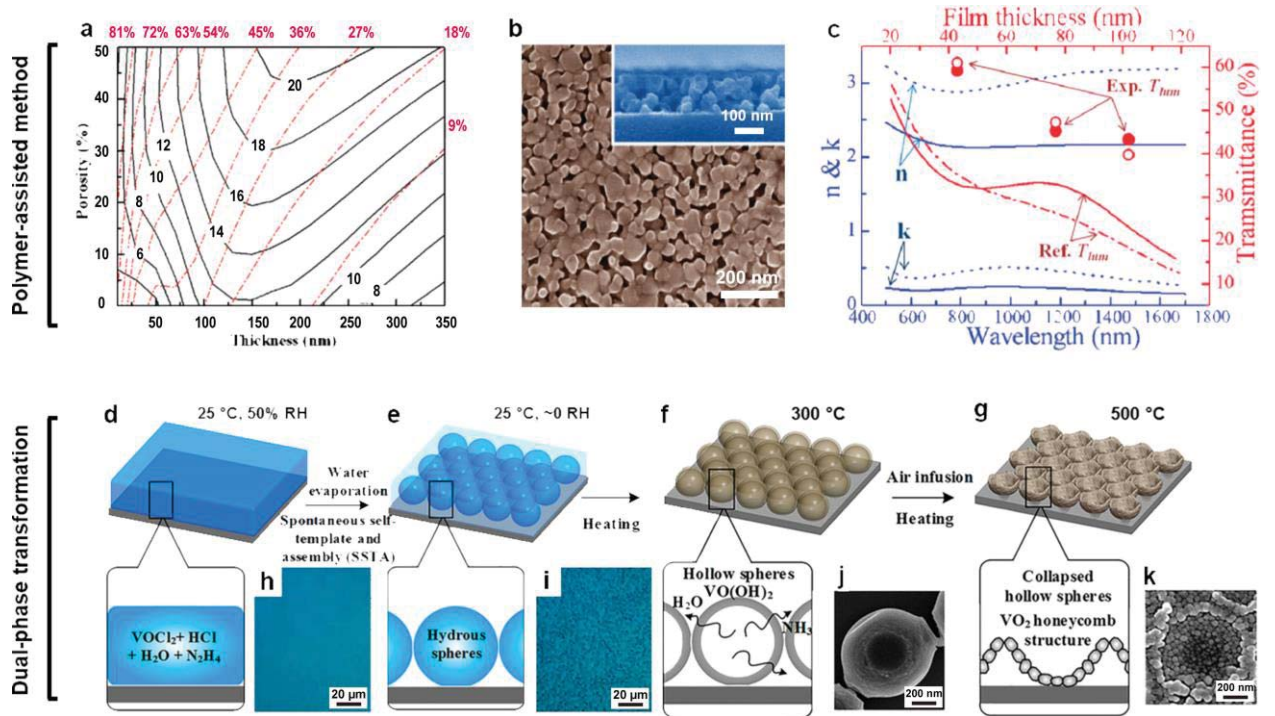 Polymer-assisted method
a
81% 72% 63% 54% 45% 36% 27% 18%
9%
50
40
30
20
10
0
Porosity (%)
20
18
16
14
12
10
8
6
10
8
50 100 150 200 250 300 350
Thickness (nm)
b
100 nm
200 nm
c
Film thickness (nm)
20 40 60 80 100 120
3
2
1
0
n & k
60
50
40
30
20
10
Tramsmittance (%)
Exp. Tlum
n
k
Ref. Tlum
400 600 800 1000 1200 1400 1600 1800
Wavelength (nm)
Dual-phase transformation
d
25 °C, 50% RH
Water
evaporation
Spontaneous self-
template and
assembly (SSTA)
e
25 °C, ~0 RH
Heating
f
300 °C
Air infusion
Heating
g
500 °C
VOCl2+ HCl
+ H2O + N2H4
h
20 µm
Hydrous
spheres
i
20 µm
Hollow spheres
VO(OH)2
H2O
NH3
j
200 nm
Collapsed
hollow spheres
VO2 honeycomb
structure
k
200 nm